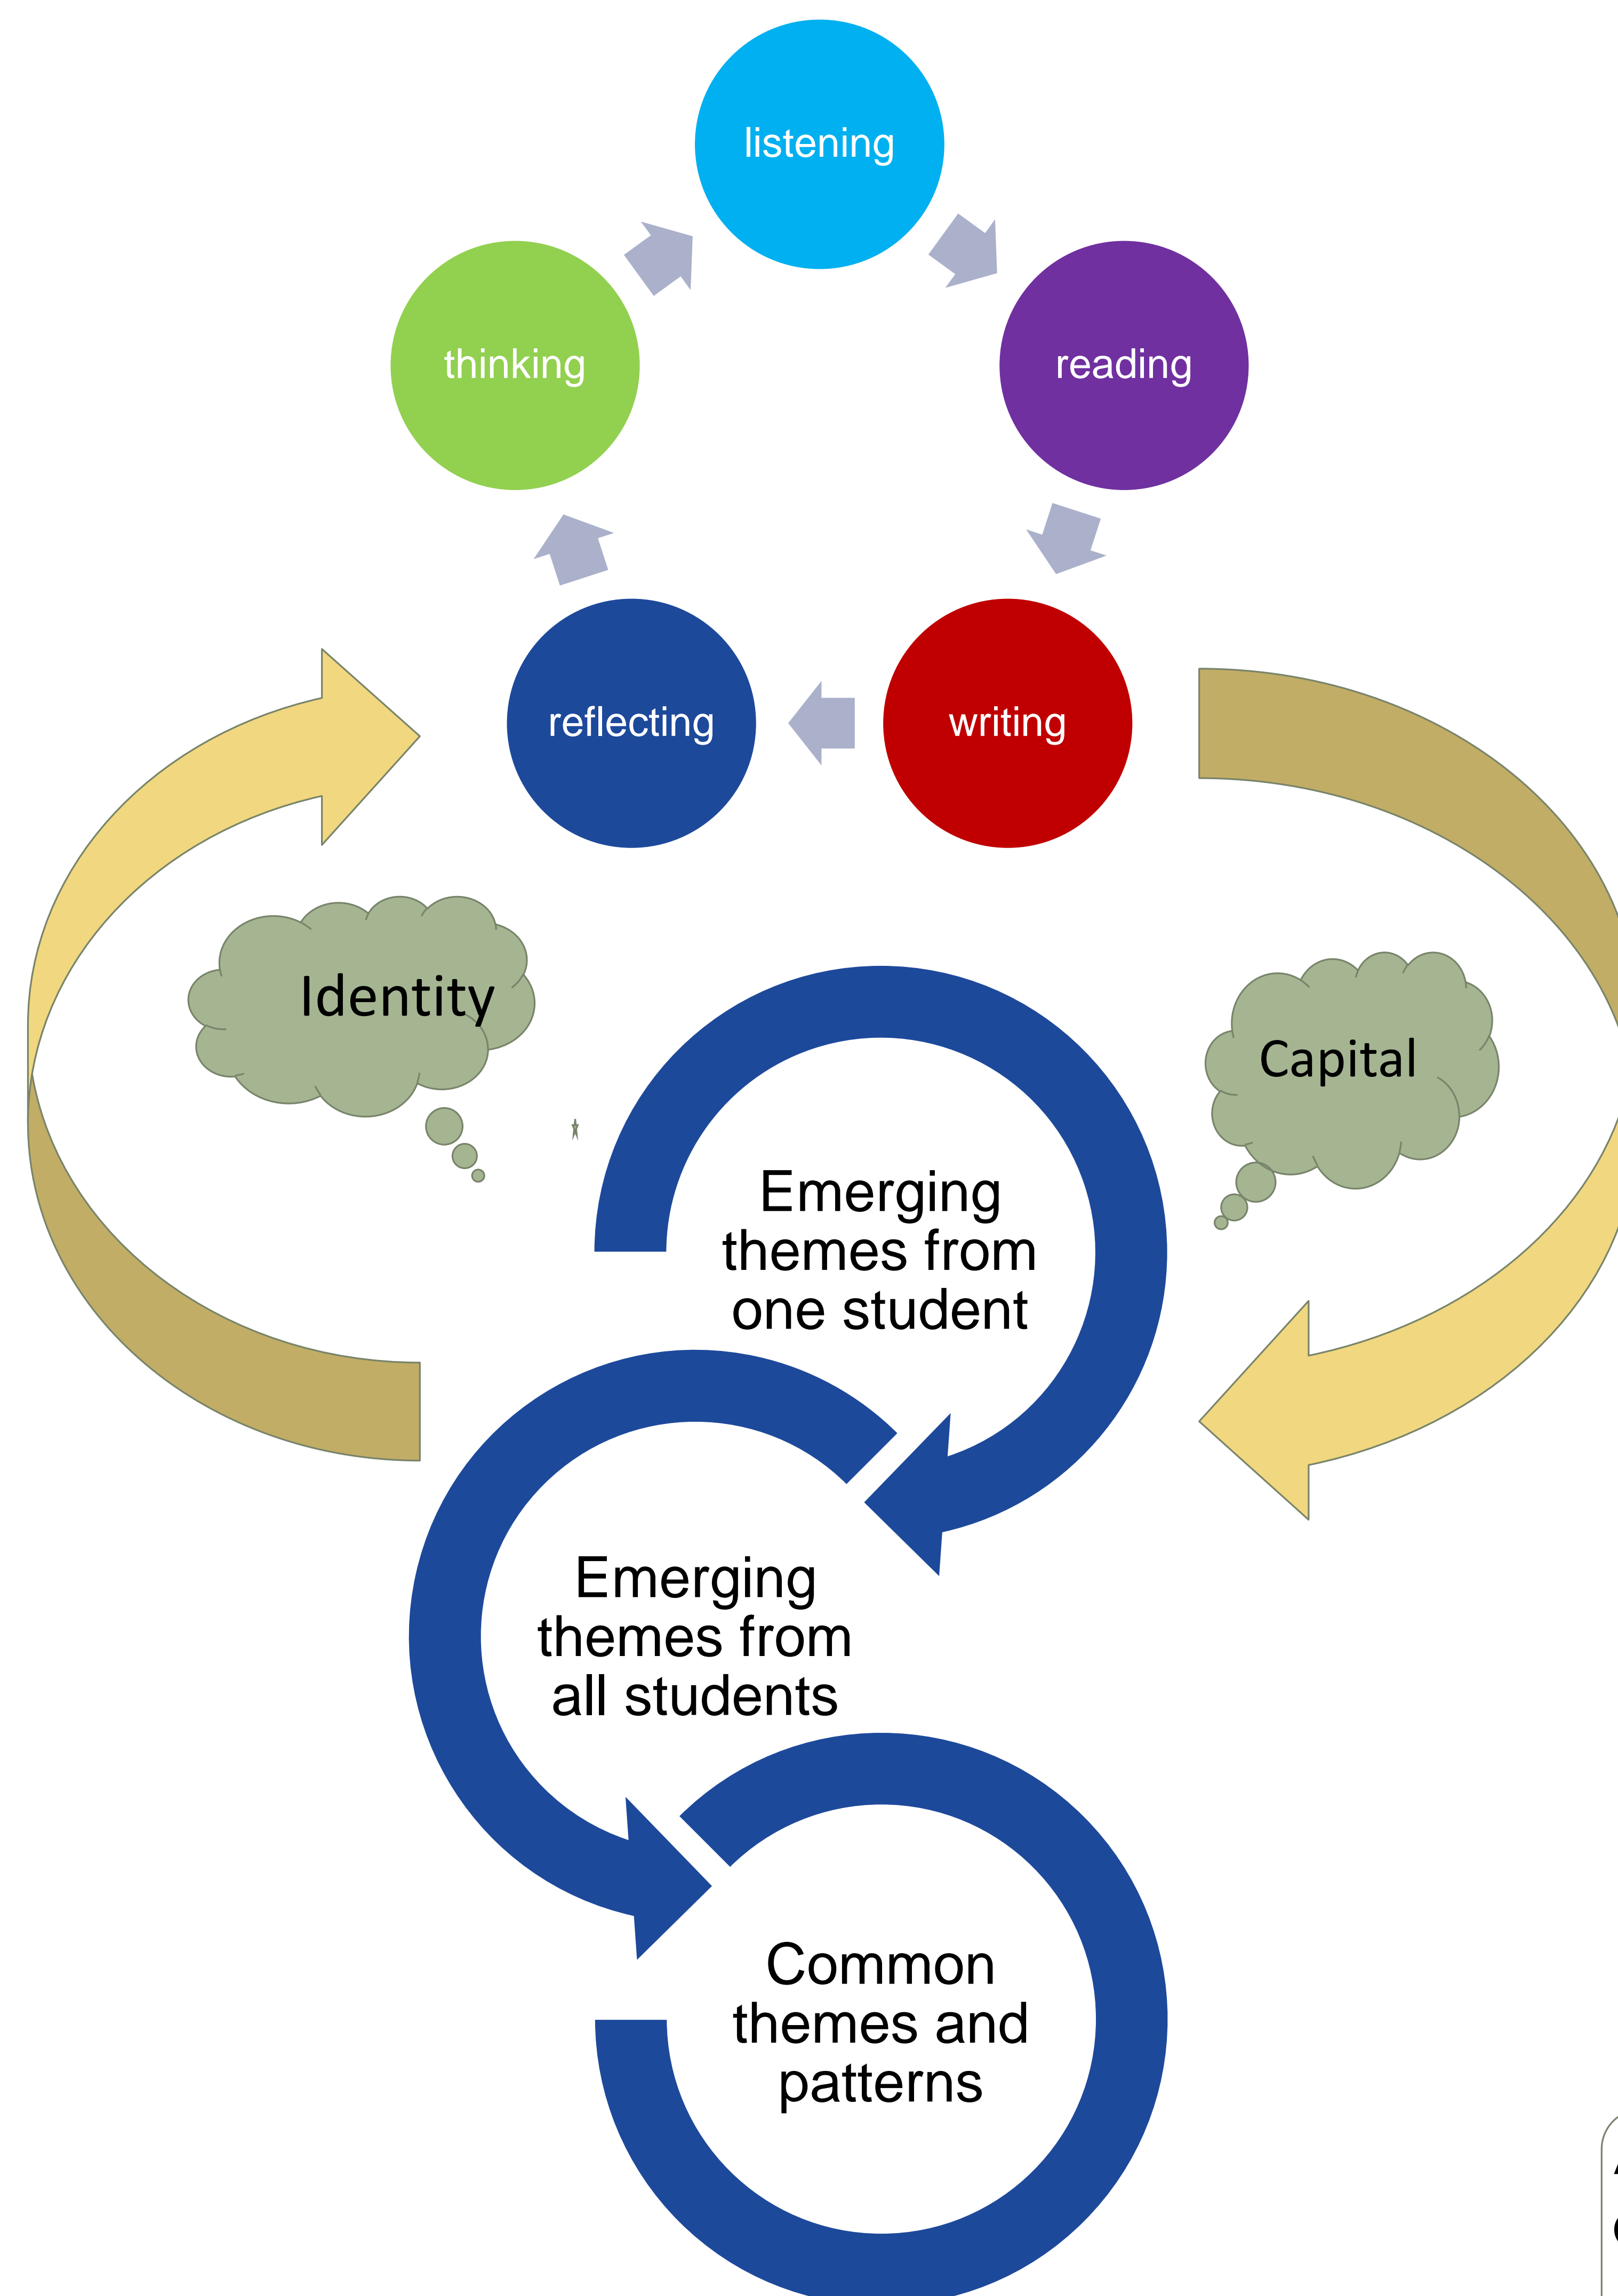 listening
thinking
reading
reflecting
writing
Identity
Capital
Emerging
themes from
one student
Emerging
themes from
all students
Common
themes and
patterns